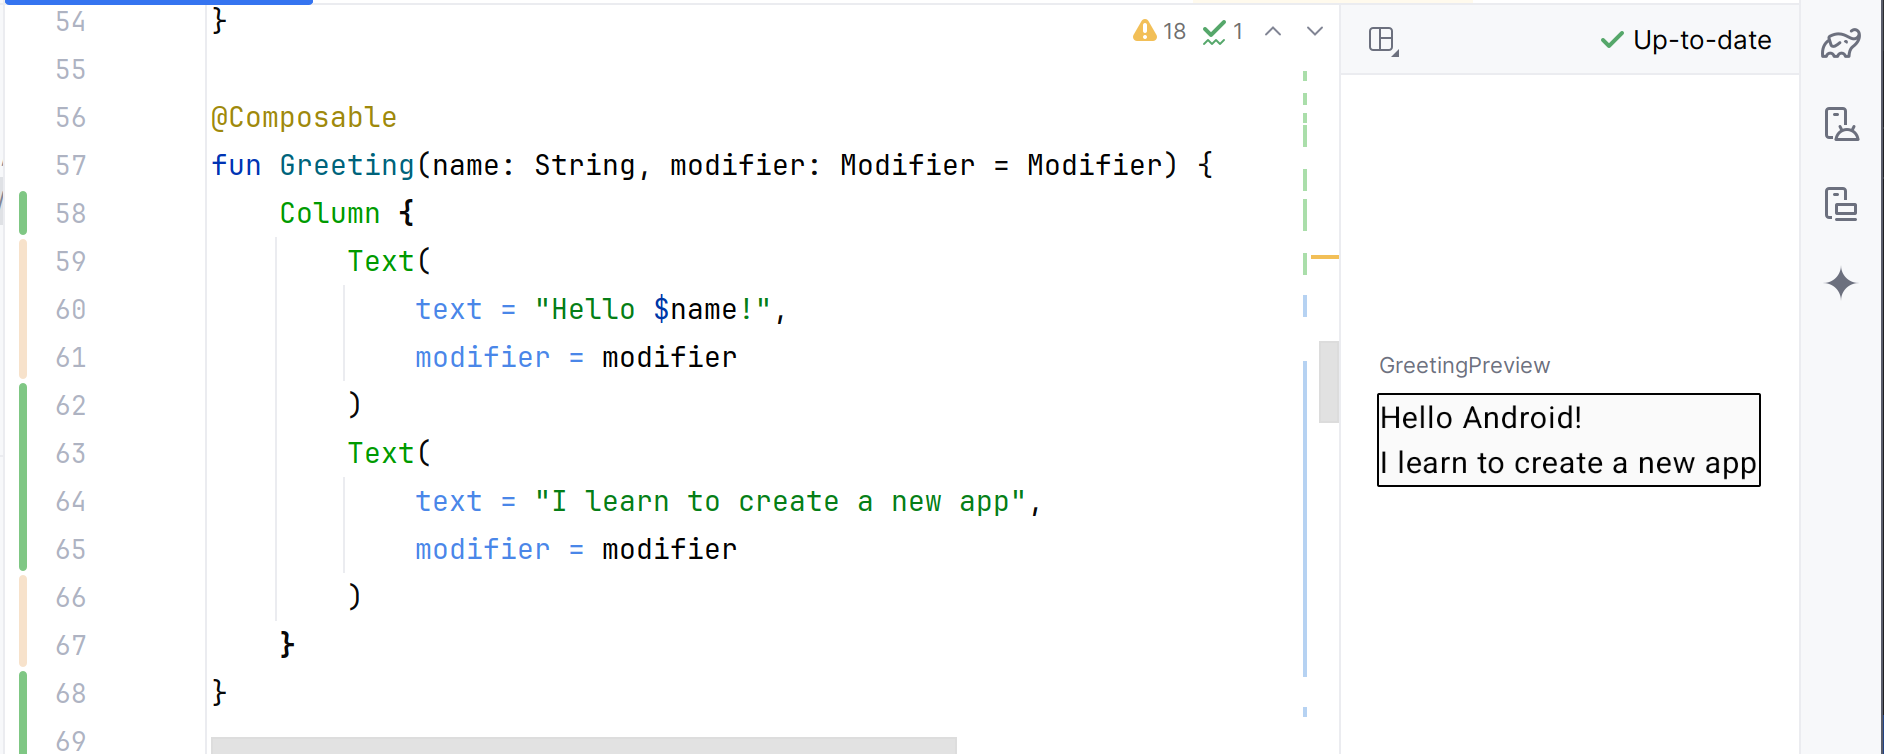 54 }
18 1
Up-to-date
55
56 @Composable
57 fun Greeting(name: String, modifier: Modifier = Modifier) {
58 Column {
59 Text(
60 text = "Hello $name!",
61 modifier = modifier
62 )
63 Text(
64 text = "I learn to create a new app",
65 modifier = modifier
66 )
67 }
68 }
69
GreetingPreview
Hello Android!
I learn to create a new app